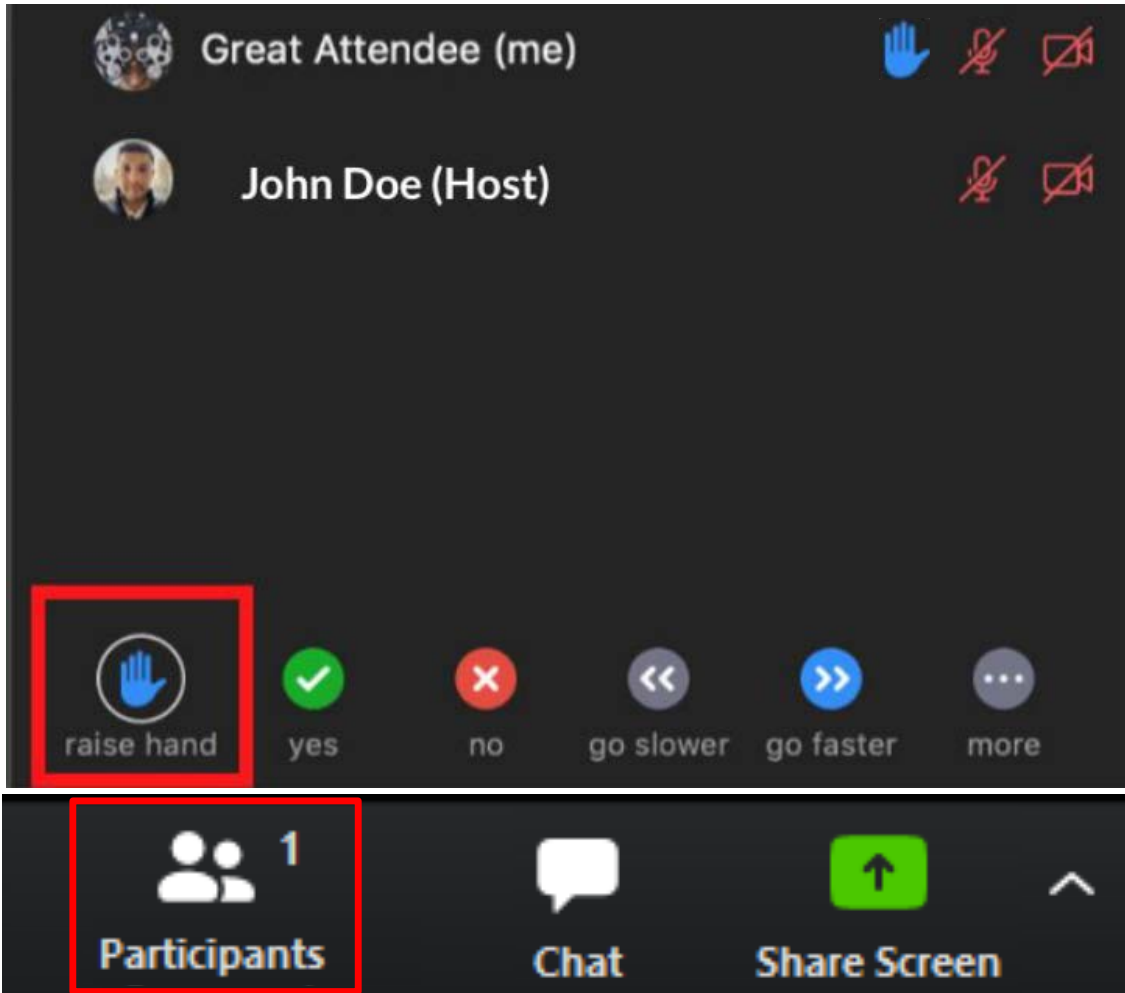 Great Attendee (me)
John Doe (Host)
raise hand yes no go slower go faster more
1
Participants Chat Share Screen